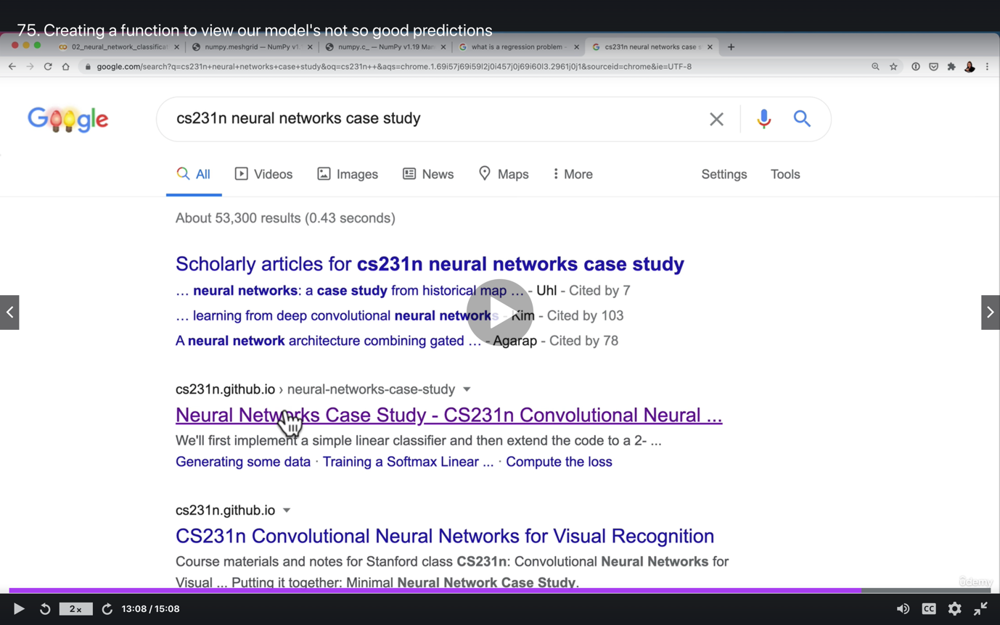 75. Creating a function to view our model's not so good predictions
02_neural_network_classificat
numpy.meshgrid — NumPy v1.
numpy.c_ — NumPy v1.19 Man
what is a regression problem -
cs231n neural networks case s
google.com/search?q=cs231n+neural+networks+case+study&oq=cs231n++&aqs=chrome.1.69i57j69i59l2j0i457j0j69i60l3.2961j0j1&sourceid=chrome&ie=UTF-8
Google
cs231n neural networks case study
All Videos Images News Maps More Settings Tools
About 53,300 results (0.43 seconds)
Scholarly articles for cs231n neural networks case study
… neural networks: a case study from historical map … - Uhl - Cited by 7
… learning from deep convolutional neural networks - Kim - Cited by 103
A neural network architecture combining gated … - Agarap - Cited by 78
cs231n.github.io › neural-networks-case-study
Neural Networks Case Study - CS231n Convolutional Neural ...
We'll first implement a simple linear classifier and then extend the code to a 2- ...
Generating some data · Training a Softmax Linear ... · Compute the loss
cs231n.github.io
CS231n Convolutional Neural Networks for Visual Recognition
Course materials and notes for Stanford class CS231n: Convolutional Neural Networks for
Visual ... Putting it together: Minimal Neural Network Case Study.
ûdemy
2x 13:08 / 15:08 CC